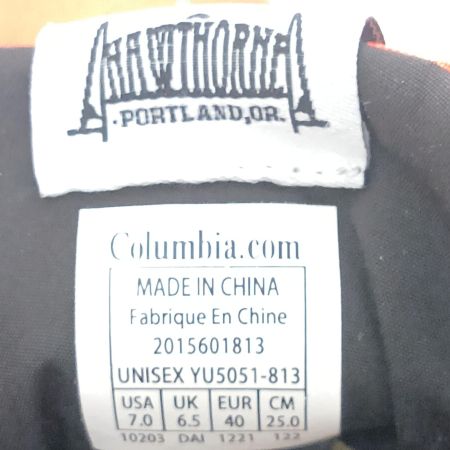 HAWTHORNE
·PORTLAND,OR.
Columbia.com
MADE IN CHINA
Fabrique En Chine
2015601813
UNISEX YU5051-813
USA UK EUR CM
7.0 6.5 40 25.0
10203 DAI 1221 122